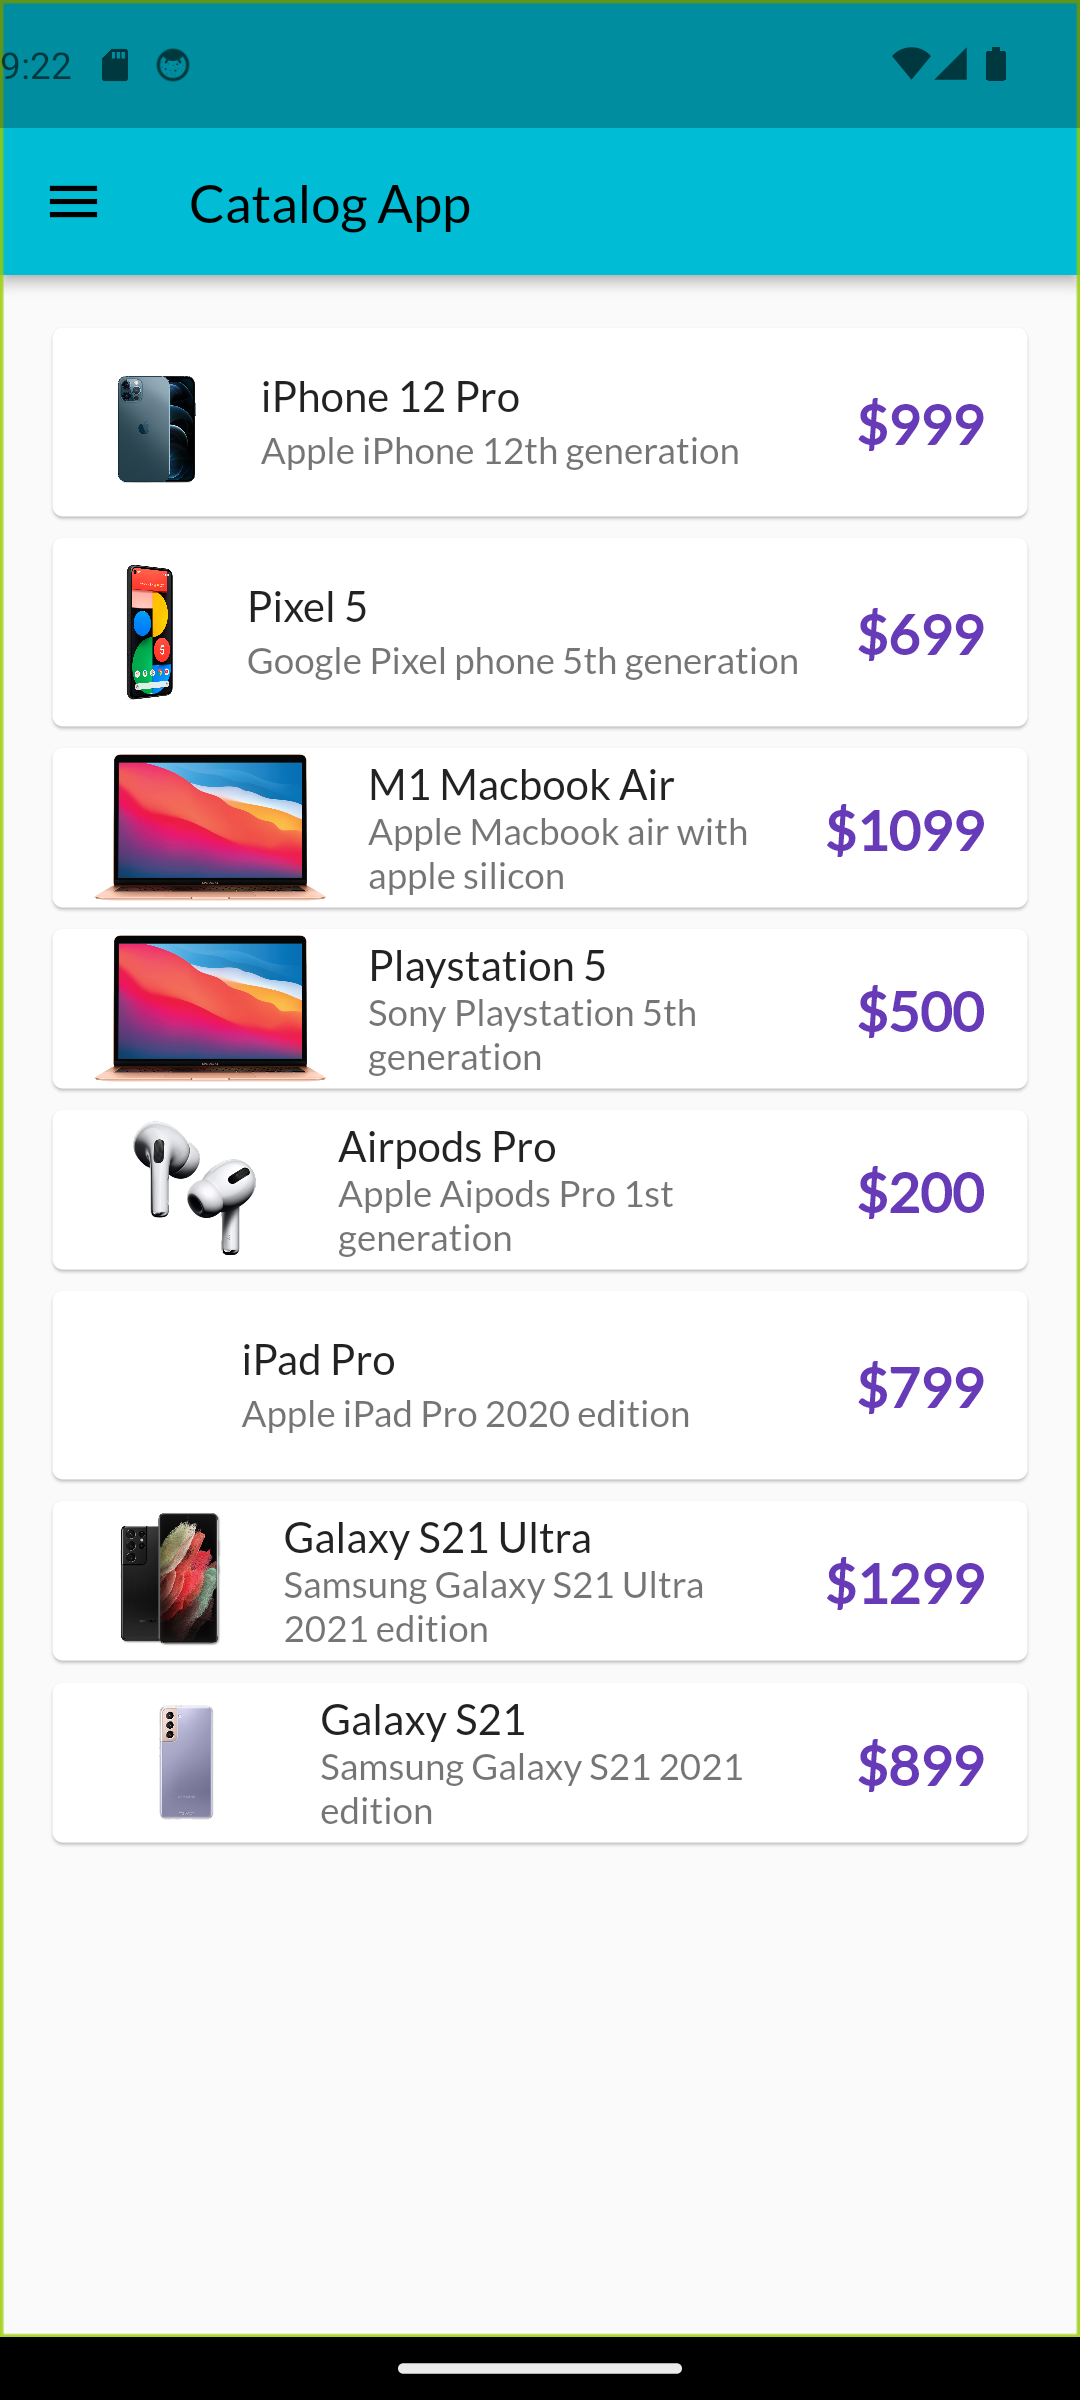 9:22
Catalog App
iPhone 12 Pro
Apple iPhone 12th generation
$999
Pixel 5
Google Pixel phone 5th generation
$699
M1 Macbook Air
Apple Macbook air with
apple silicon
$1099
Playstation 5
Sony Playstation 5th
generation
$500
Airpods Pro
Apple Aipods Pro 1st
generation
$200
iPad Pro
Apple iPad Pro 2020 edition
$799
Galaxy S21 Ultra
Samsung Galaxy S21 Ultra
2021 edition
$1299
Galaxy S21
Samsung Galaxy S21 2021
edition
$899